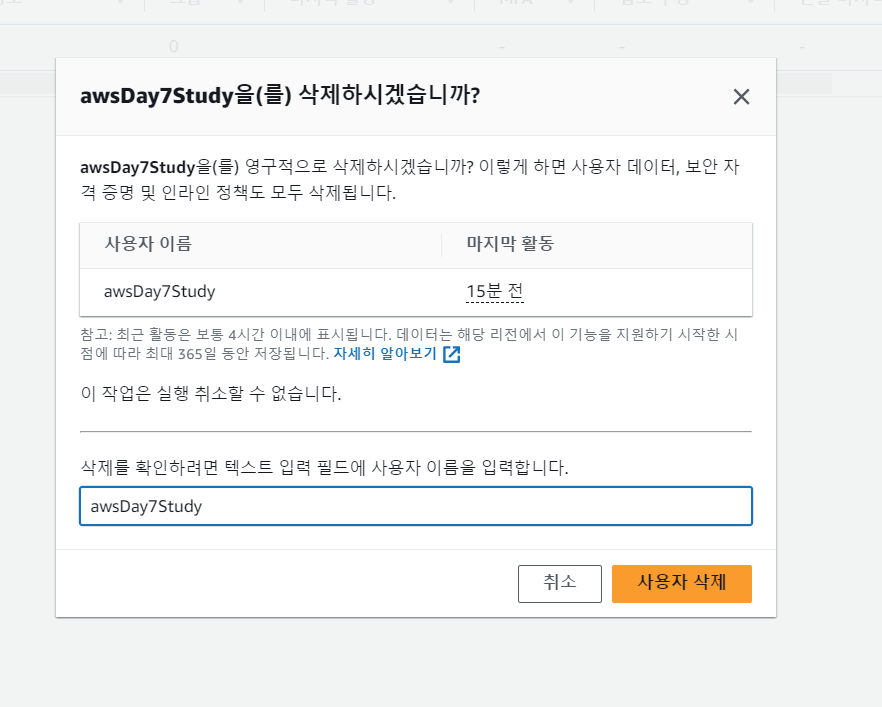 0 - - -
awsDay7Study을(를) 삭제하시겠습니까?
awsDay7Study을(를) 영구적으로 삭제하시겠습니까? 이렇게 하면 사용자 데이터, 보안 자
격 증명 및 인라인 정책도 모두 삭제됩니다.
사용자 이름 마지막 활동
awsDay7Study 15분 전
참고: 최근 활동은 보통 4시간 이내에 표시됩니다. 데이터는 해당 리전에서 이 기능을 지원하기 시작한 시
점에 따라 최대 365일 동안 저장됩니다. 자세히 알아보기
이 작업은 실행 취소할 수 없습니다.
삭제를 확인하려면 텍스트 입력 필드에 사용자 이름을 입력합니다.
awsDay7Study
취소 사용자 삭제